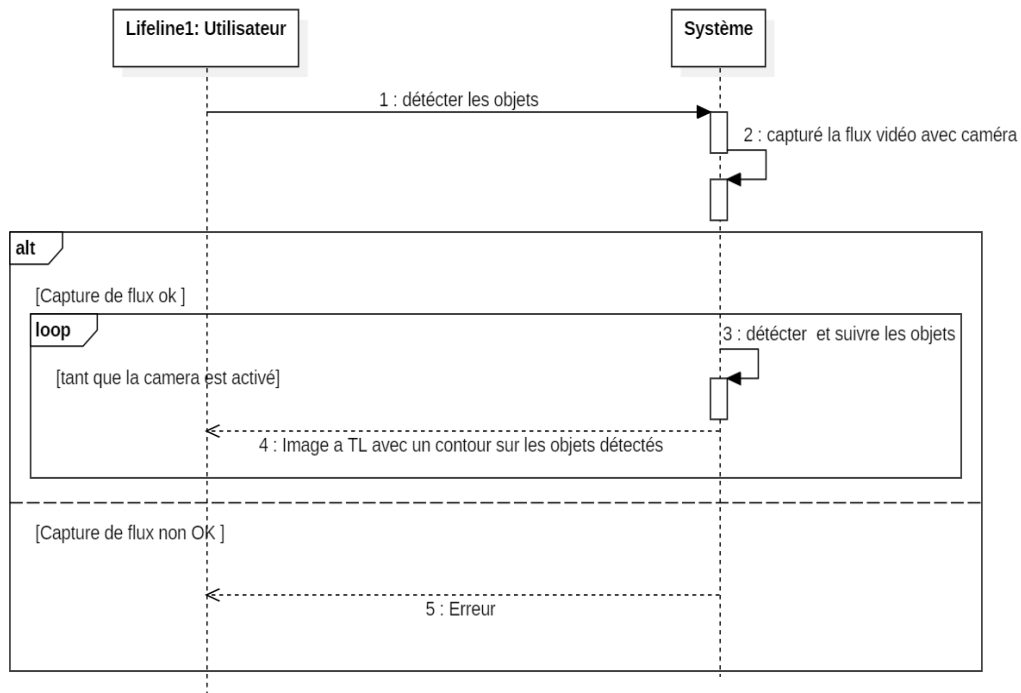 Lifeline1: Utilisateur
Système
1 : détécter les objets
2 : capturé la flux vidéo avec caméra
alt
[Capture de flux ok ]
loop
3 : détécter  et suivre les objets
[tant que la camera est activé]
4 : Image a TL avec un contour sur les objets détectés
[Capture de flux non OK ]
5 : Erreur